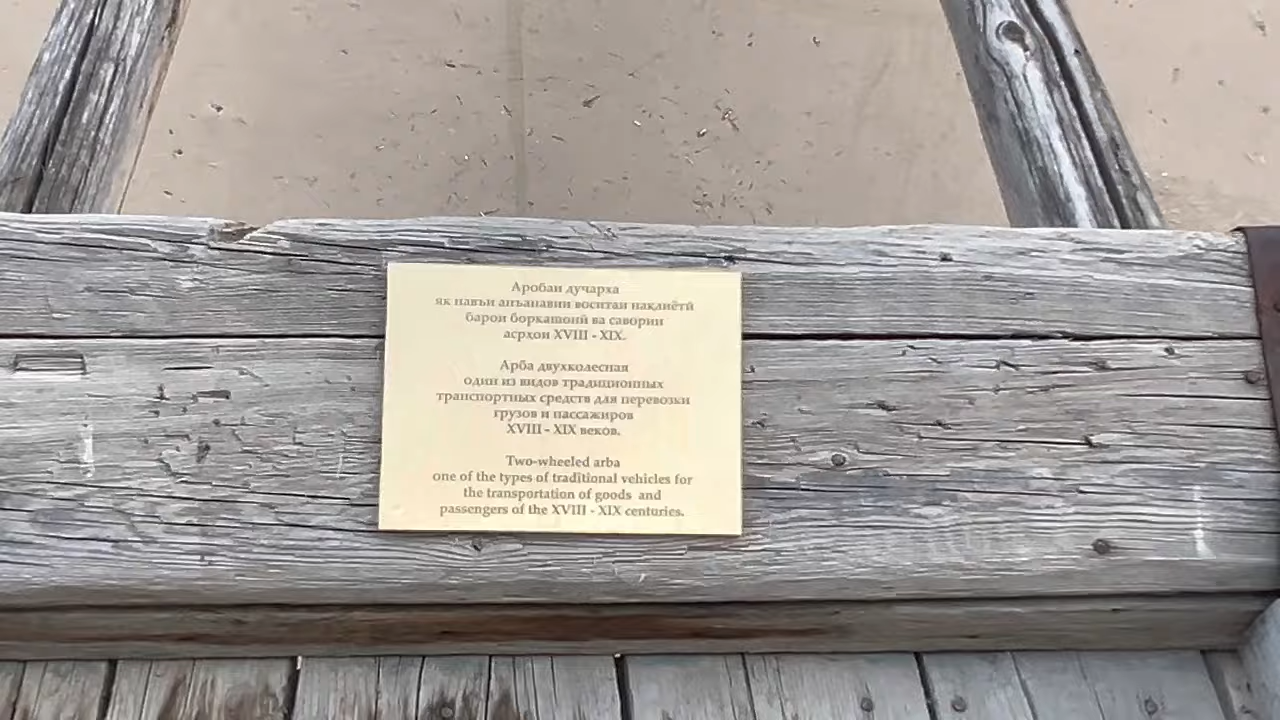 Аробаи дучарха
як навъи анъанавии воситаи нақлиётӣ
барои боркашонӣ ва савории
асрҳои XVIII - XIX.
Арба двухколесная
один из видов традиционных
транспортных средств для перевозки
грузов и пассажиров
XVIII - XIX веков.
Two-wheeled arba
one of the types of traditional vehicles for
the transportation of goods and
passengers of the XVIII - XIX centuries.